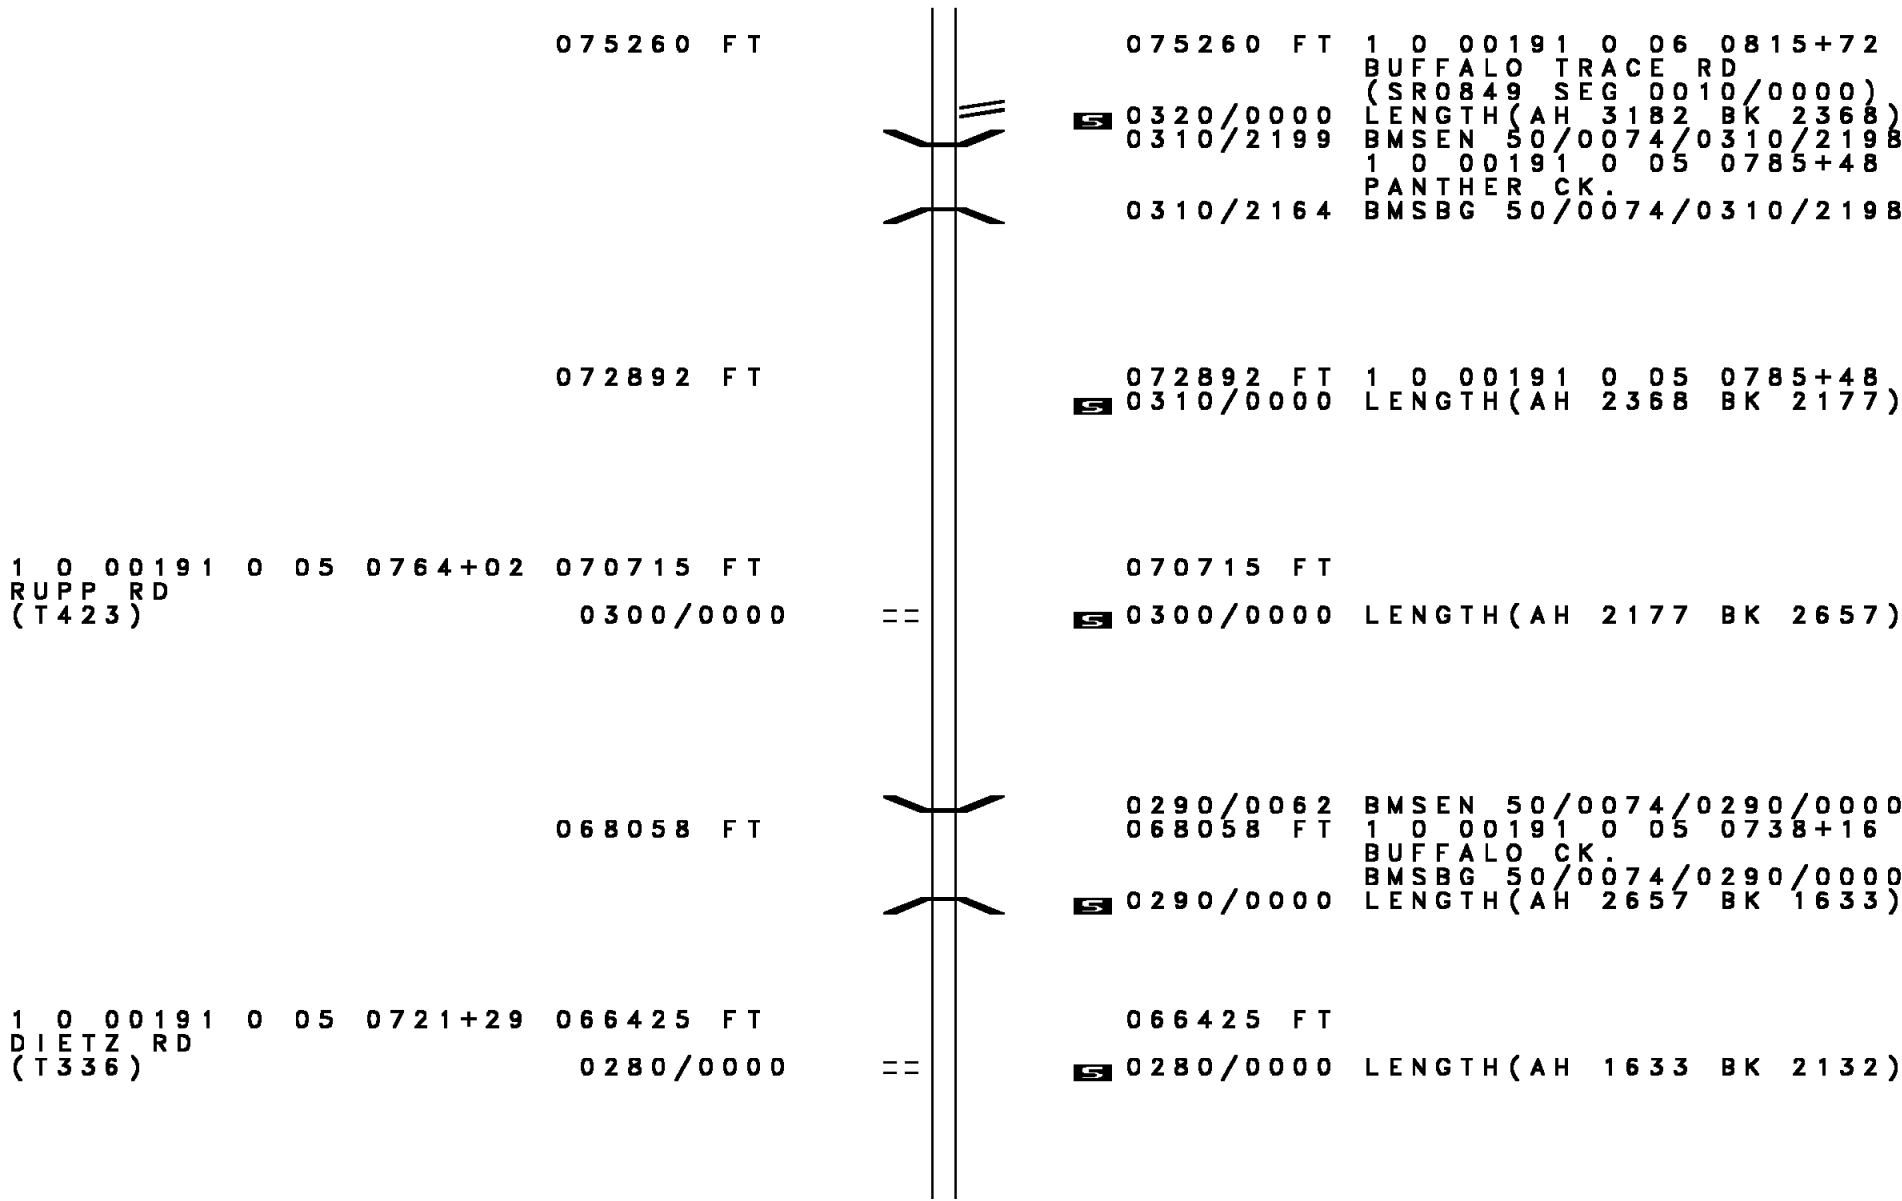 075260 FT 075260 FT 1 0 00191 0 06 0815+72
BUFFALO TRACE RD
(SR0849 SEG 0010/0000)
S 0320/0000 LENGTH(AH 3182 BK 2368)
0310/2199 BMSEN 50/0074/0310/2198
1 0 00191 0 05 0785+48
PANTHER CK.
0310/2164 BMSBG 50/0074/0310/2198
072892 FT 072892 FT 1 0 00191 0 05 0785+48
S 0310/0000 LENGTH(AH 2368 BK 2177)
1 0 00191 0 05 0764+02 070715 FT 070715 FT
RUPP RD
(T423) 0300/0000 == S 0300/0000 LENGTH(AH 2177 BK 2657)
0290/0062 BMSEN 50/0074/0290/0000
068058 FT 068058 FT 1 0 00191 0 05 0738+16
BUFFALO CK.
BMSBG 50/0074/0290/0000
S 0290/0000 LENGTH(AH 2657 BK 1633)
1 0 00191 0 05 0721+29 066425 FT 066425 FT
DIETZ RD
(T336) 0280/0000 == S 0280/0000 LENGTH(AH 1633 BK 2132)